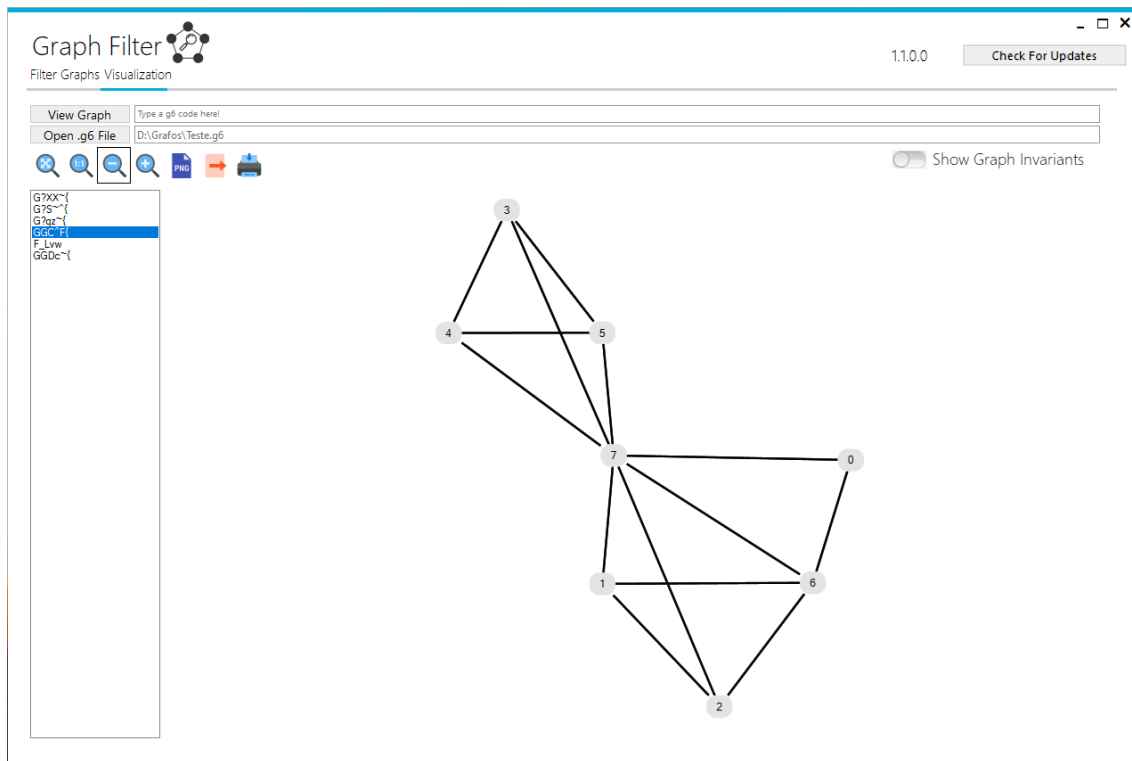 Graph Filter
1.1.0.0
Check For Updates
Filter Graphs Visualization
View Graph
Type a g6 code here!
Open .g6 File
D:\Grafos\Teste.g6
1:1
PNG
Show Graph Invariants
G?XX~{
G?S~^{
G?qz~{
GGC^F{
F_Lvw
GGDc~{
3
4
5
7
0
1
6
2